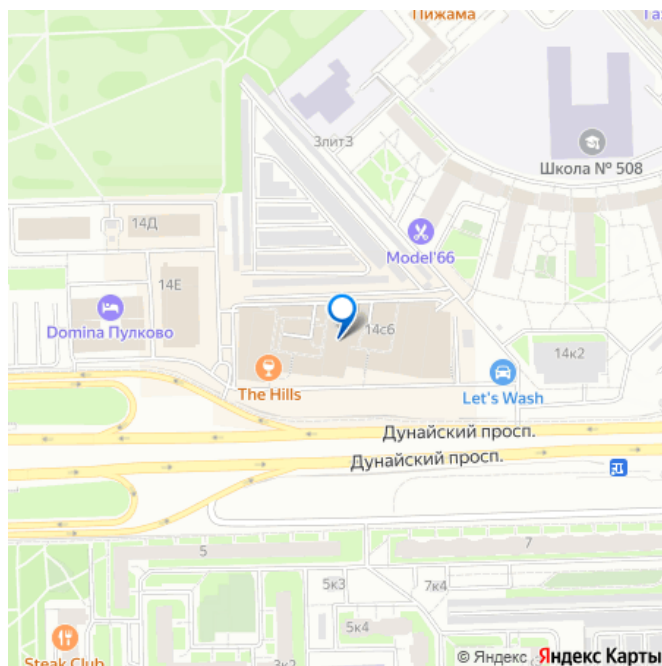 Пижама
3литЗ
Школа № 508
14Д
Model'66
14Е
Domina Пулково
14с6
The Hills
14к2
Let's Wash
Дунайский просп.
Дунайский просп.
5
7
5к3
7к4
5к4
Steak Club
3к2
© Яндекс Яндекс Карты